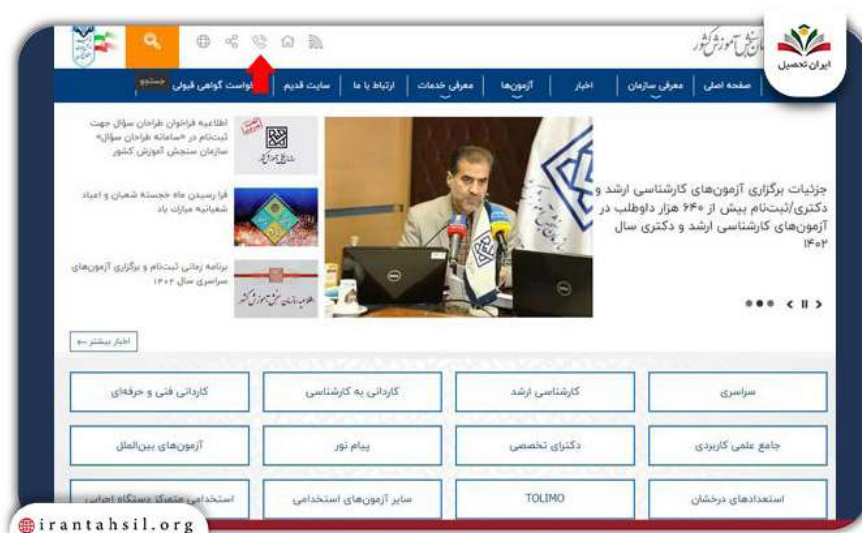 ایران تحصیل
آموزش کشور
صفحه اصلی
معرفی سازمان
اخبار
آزمون‌ها
معرفی خدمات
ارتباط با ما
سایت قدیم
گواهی قبولی
جستجو
جزئیات برگزاری آزمون‌های کارشناسی ارشد و
دکتری/ثبت‌نام بیش از ۶۴۰ هزار داوطلب در
آزمون‌های کارشناسی ارشد و دکتری سال
۱۴۰۲
اطلاعیه فراخوان طراحان سؤال جهت
ثبت‌نام در «سامانه طراحان سؤال»
سازمان سنجش آموزش کشور
فرا رسیدن ماه خجسته شعبان و اعیاد
شعبانیه مبارک باد
برنامه زمانی ثبت‌نام و برگزاری آزمون‌های
سراسری سال ۱۴۰۲
اخبار بیشتر ←
سراسری
کارشناسی ارشد
کاردانی به کارشناسی
کاردانی فنی و حرفه‌ای
جامع علمی کاربردی
دکترای تخصصی
پیام نور
آزمون‌های بین‌الملل
استعدادهای درخشان
TOLIMO
سایر آزمون‌های استخدامی
استخدامی متمرکز دستگاه اجرایی
irantahsil.org